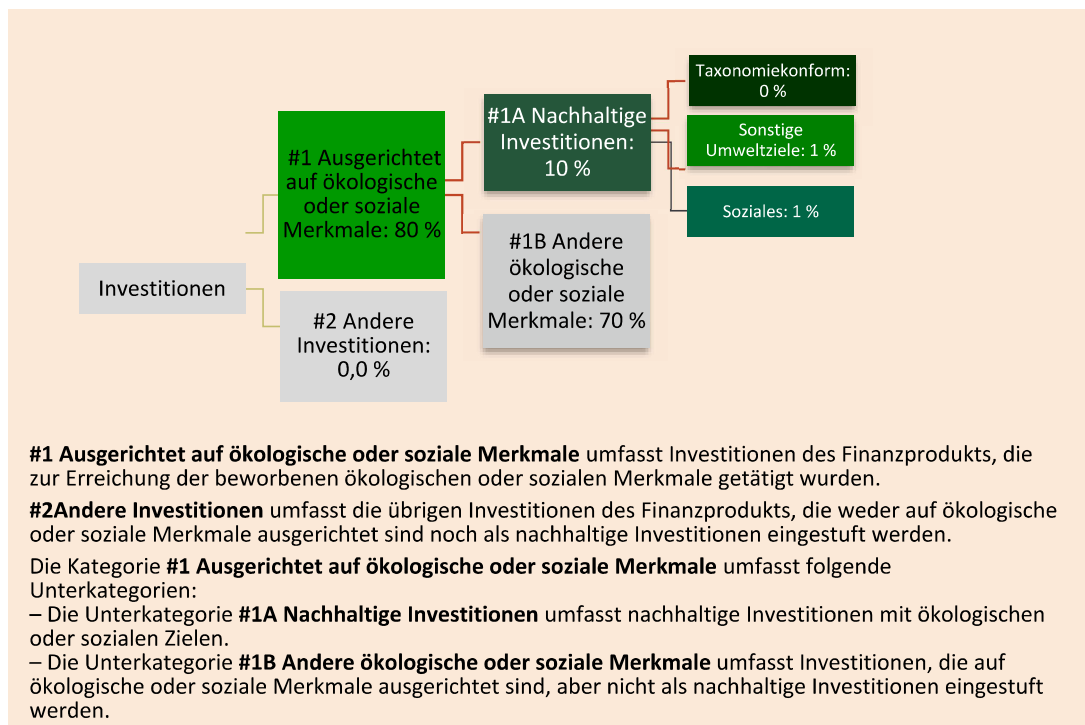 Taxonomiekonform:
0 %
#1A Nachhaltige
Investitionen:
10 %
Sonstige
Umweltziele: 1 %
#1 Ausgerichtet
auf ökologische
oder soziale
Merkmale: 80 %
Soziales: 1 %
#1B Andere
ökologische
oder soziale
Merkmale: 70 %
Investitionen
#2 Andere
Investitionen:
0,0 %
#1 Ausgerichtet auf ökologische oder soziale Merkmale umfasst Investitionen des Finanzprodukts, die
zur Erreichung der beworbenen ökologischen oder sozialen Merkmale getätigt wurden.
#2Andere Investitionen umfasst die übrigen Investitionen des Finanzprodukts, die weder auf ökologische
oder soziale Merkmale ausgerichtet sind noch als nachhaltige Investitionen eingestuft werden.
Die Kategorie #1 Ausgerichtet auf ökologische oder soziale Merkmale umfasst folgende
Unterkategorien:
– Die Unterkategorie #1A Nachhaltige Investitionen umfasst nachhaltige Investitionen mit ökologischen
oder sozialen Zielen.
– Die Unterkategorie #1B Andere ökologische oder soziale Merkmale umfasst Investitionen, die auf
ökologische oder soziale Merkmale ausgerichtet sind, aber nicht als nachhaltige Investitionen eingestuft
werden.